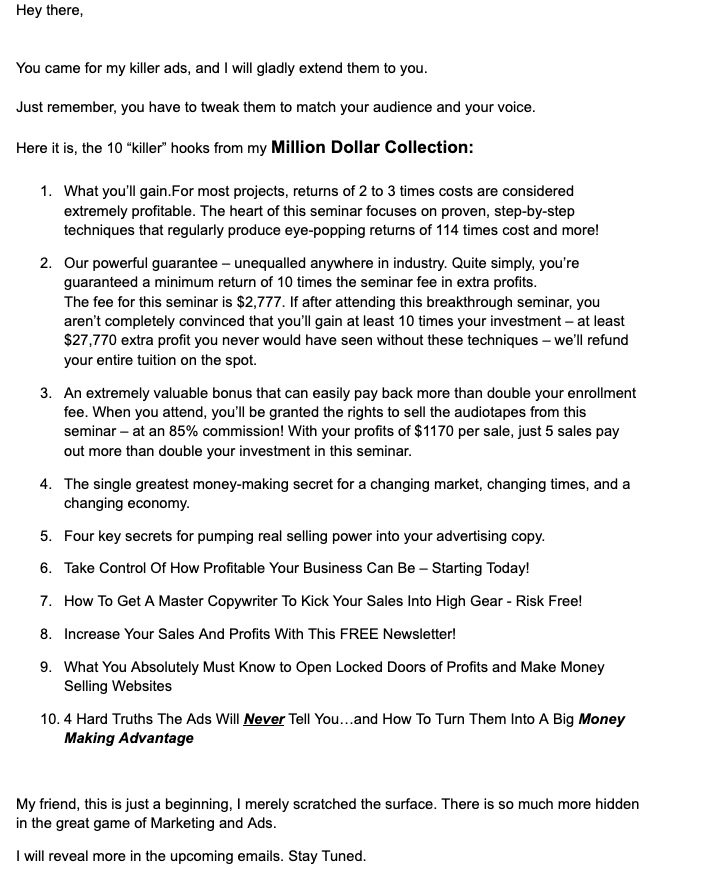 Hey there,
You came for my killer ads, and I will gladly extend them to you.
Just remember, you have to tweak them to match your audience and your voice.
Here it is, the 10 “killer” hooks from my Million Dollar Collection:
1. What you’ll gain.For most projects, returns of 2 to 3 times costs are considered
extremely profitable. The heart of this seminar focuses on proven, step-by-step
techniques that regularly produce eye-popping returns of 114 times cost and more!
2. Our powerful guarantee – unequalled anywhere in industry. Quite simply, you’re
guaranteed a minimum return of 10 times the seminar fee in extra profits.
The fee for this seminar is $2,777. If after attending this breakthrough seminar, you
aren’t completely convinced that you’ll gain at least 10 times your investment – at least
$27,770 extra profit you never would have seen without these techniques – we’ll refund
your entire tuition on the spot.
3. An extremely valuable bonus that can easily pay back more than double your enrollment
fee. When you attend, you’ll be granted the rights to sell the audiotapes from this
seminar – at an 85% commission! With your profits of $1170 per sale, just 5 sales pay
out more than double your investment in this seminar.
4. The single greatest money-making secret for a changing market, changing times, and a
changing economy.
5. Four key secrets for pumping real selling power into your advertising copy.
6. Take Control Of How Profitable Your Business Can Be – Starting Today!
7. How To Get A Master Copywriter To Kick Your Sales Into High Gear - Risk Free!
8. Increase Your Sales And Profits With This FREE Newsletter!
9. What You Absolutely Must Know to Open Locked Doors of Profits and Make Money
Selling Websites
10. 4 Hard Truths The Ads Will Never Tell You…and How To Turn Them Into A Big Money
Making Advantage
My friend, this is just a beginning, I merely scratched the surface. There is so much more hidden
in the great game of Marketing and Ads.
I will reveal more in the upcoming emails. Stay Tuned.